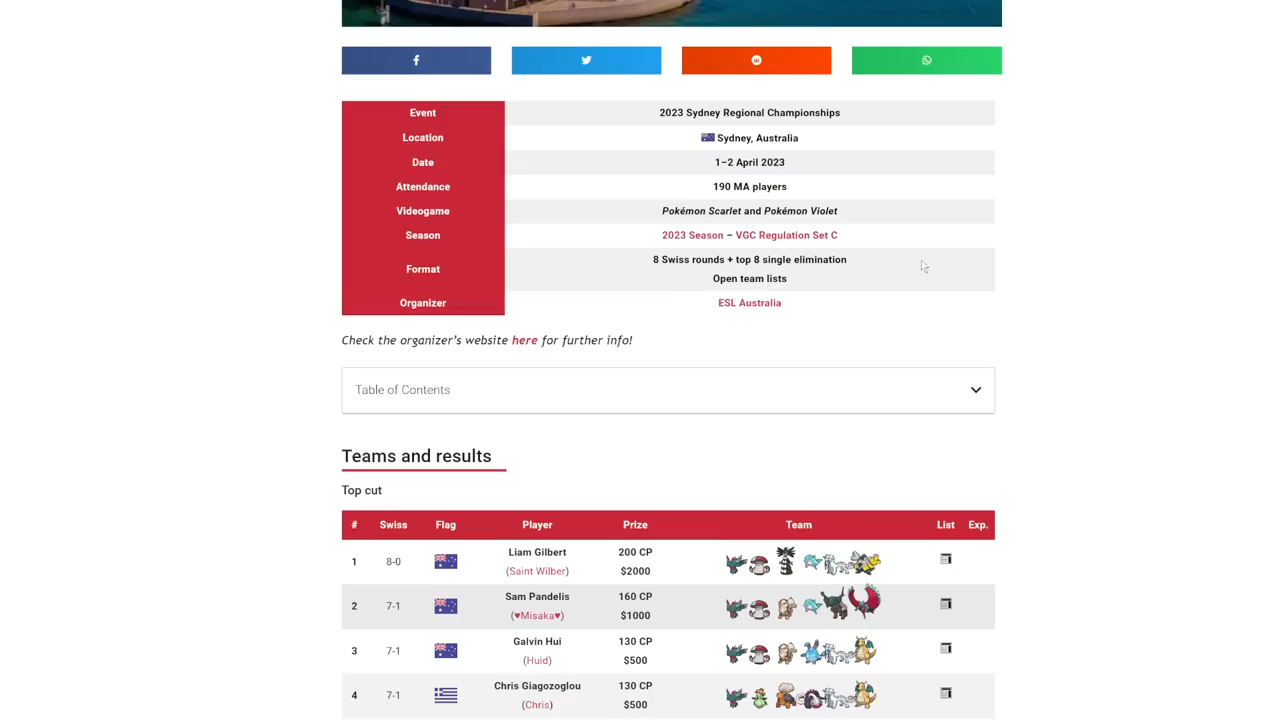 Event 2023 Sydney Regional Championships
Location Sydney, Australia
Date 1–2 April 2023
Attendance 190 MA players
Videogame Pokémon Scarlet and Pokémon Violet
Season 2023 Season – VGC Regulation Set C
Format 8 Swiss rounds + top 8 single elimination
Open team lists
Organizer ESL Australia
Check the organizer's website here for further info!
Table of Contents
Teams and results
Top cut
# Swiss Flag Player Prize Team List Exp.
1 8-0 Liam Gilbert 200 CP
(Saint Wilber) $2000
2 7-1 Sam Pandelis 160 CP
(♥Misaka♥) $1000
3 7-1 Galvin Hui 130 CP
(Huid) $500
4 7-1 Chris Giagozoglou 130 CP
(Chris) $500